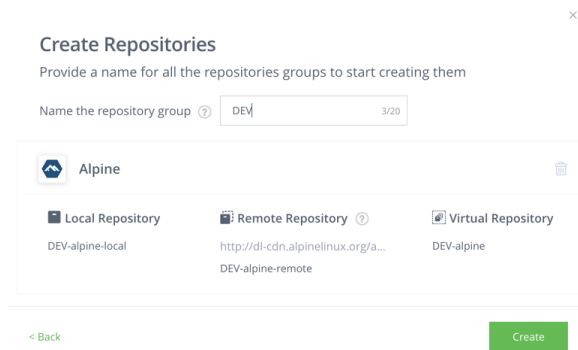 Create Repositories
Provide a name for all the repositories groups to start creating them
Name the repository group ? DEV 3/20
Alpine
Local Repository Remote Repository ? Virtual Repository
DEV-alpine-local http://dl-cdn.alpinelinux.org/a... DEV-alpine
DEV-alpine-remote
< Back Create